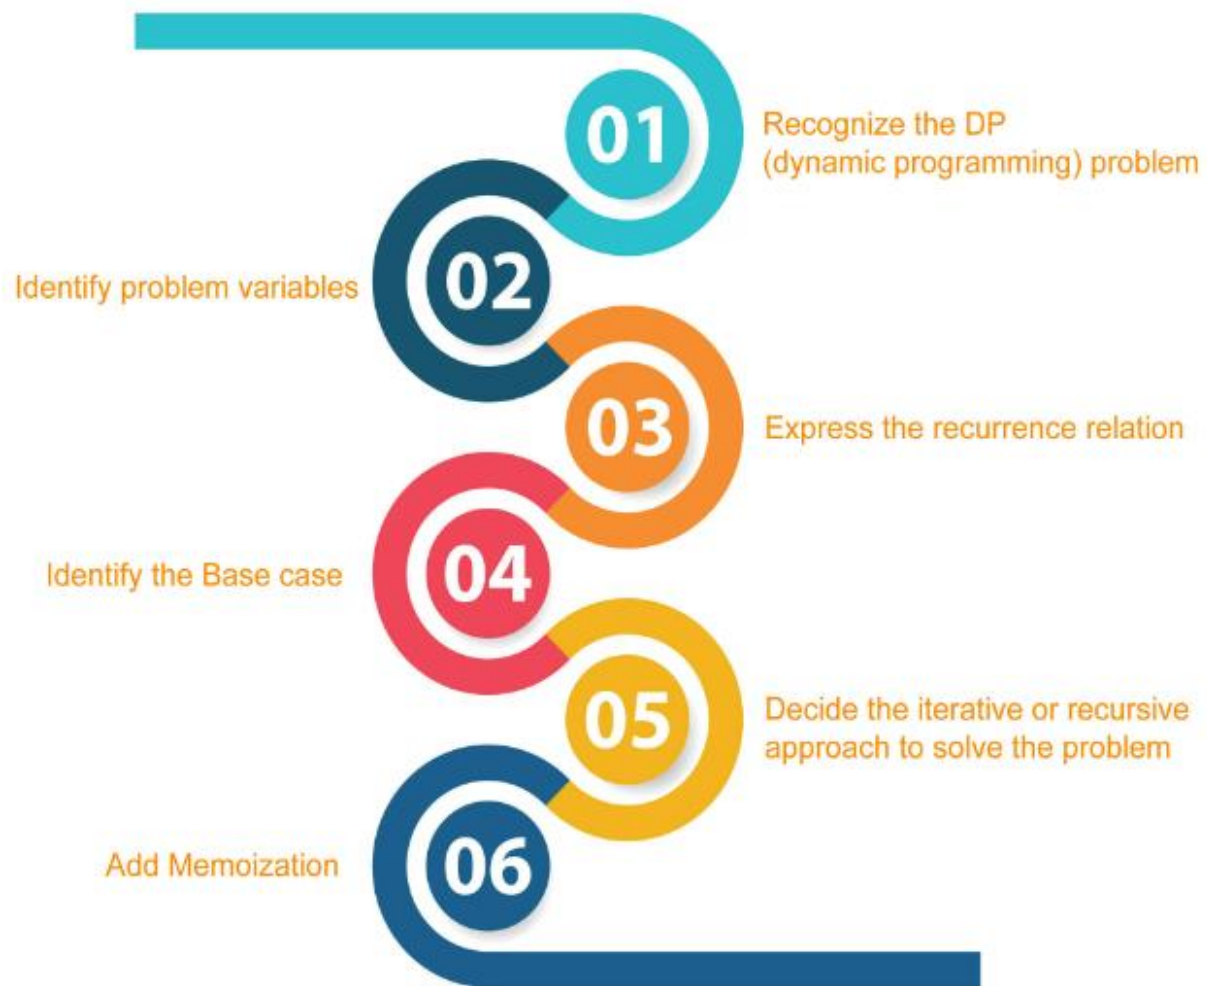 01
Recognize the DP
(dynamic programming) problem
02
Identify problem variables
03
Express the recurrence relation
04
Identify the Base case
05
Decide the iterative or recursive
approach to solve the problem
06
Add Memoization